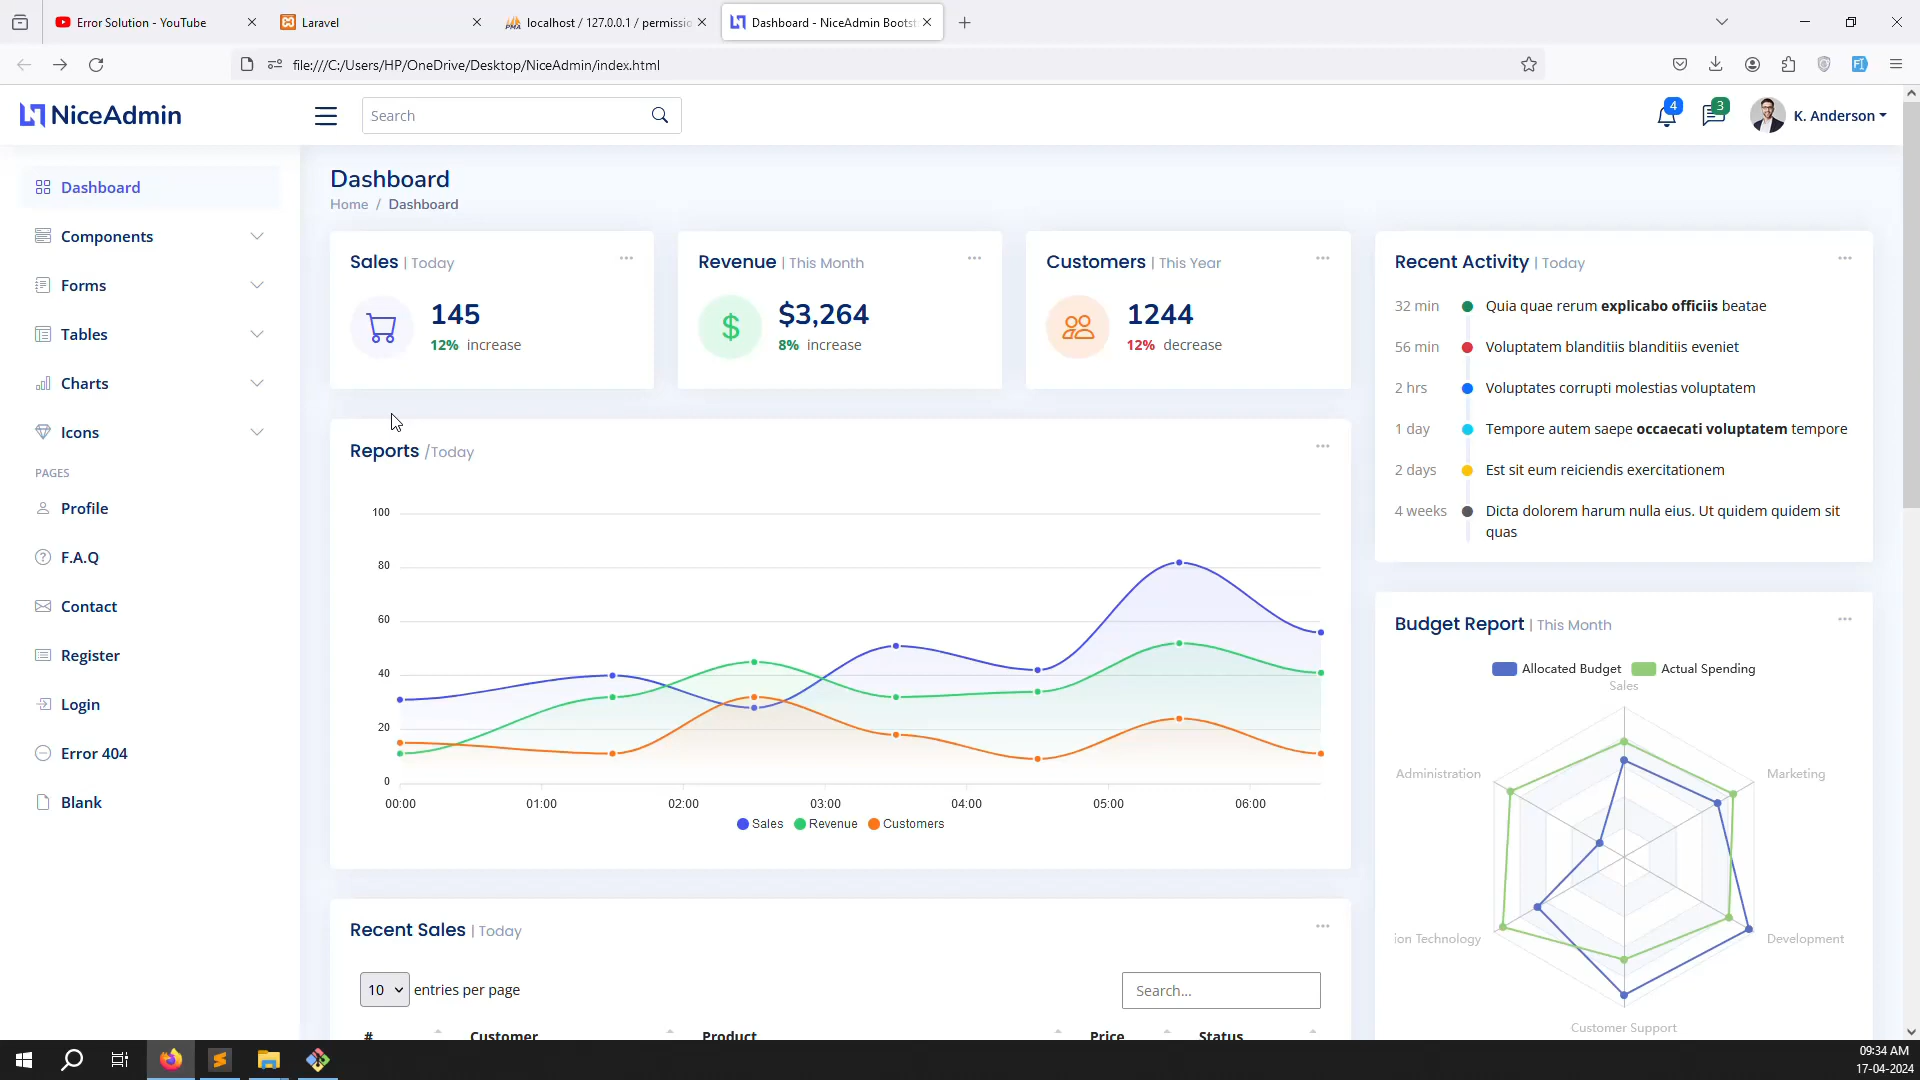 Error Solution - YouTube
Laravel
localhost / 127.0.0.1 / permissio
Dashboard - NiceAdmin Bootst
file:///C:/Users/HP/OneDrive/Desktop/NiceAdmin/index.html
NiceAdmin
Search
4
3
K. Anderson
Dashboard
Components
Forms
Tables
Charts
Icons
PAGES
Profile
F.A.Q
Contact
Register
Login
Error 404
Blank
Dashboard
Home / Dashboard
Sales | Today
145
12% increase
Revenue | This Month
$3,264
8% increase
Customers | This Year
1244
12% decrease
Reports /Today
100
80
60
40
20
0
00:00 01:00 02:00 03:00 04:00 05:00 06:00
Sales Revenue Customers
Recent Sales | Today
10 entries per page
Search...
# Customer Product Price Status
Recent Activity | Today
32 min Quia quae rerum explicabo officiis beatae
56 min Voluptatem blanditiis blanditiis eveniet
2 hrs Voluptates corrupti molestias voluptatem
1 day Tempore autem saepe occaecati voluptatem tempore
2 days Est sit eum reiciendis exercitationem
4 weeks Dicta dolorem harum nulla eius. Ut quidem quidem sit
quas
Budget Report | This Month
Allocated Budget Actual Spending
Sales
Administration Marketing
ion Technology Development
Customer Support
09:34 AM
17-04-2024